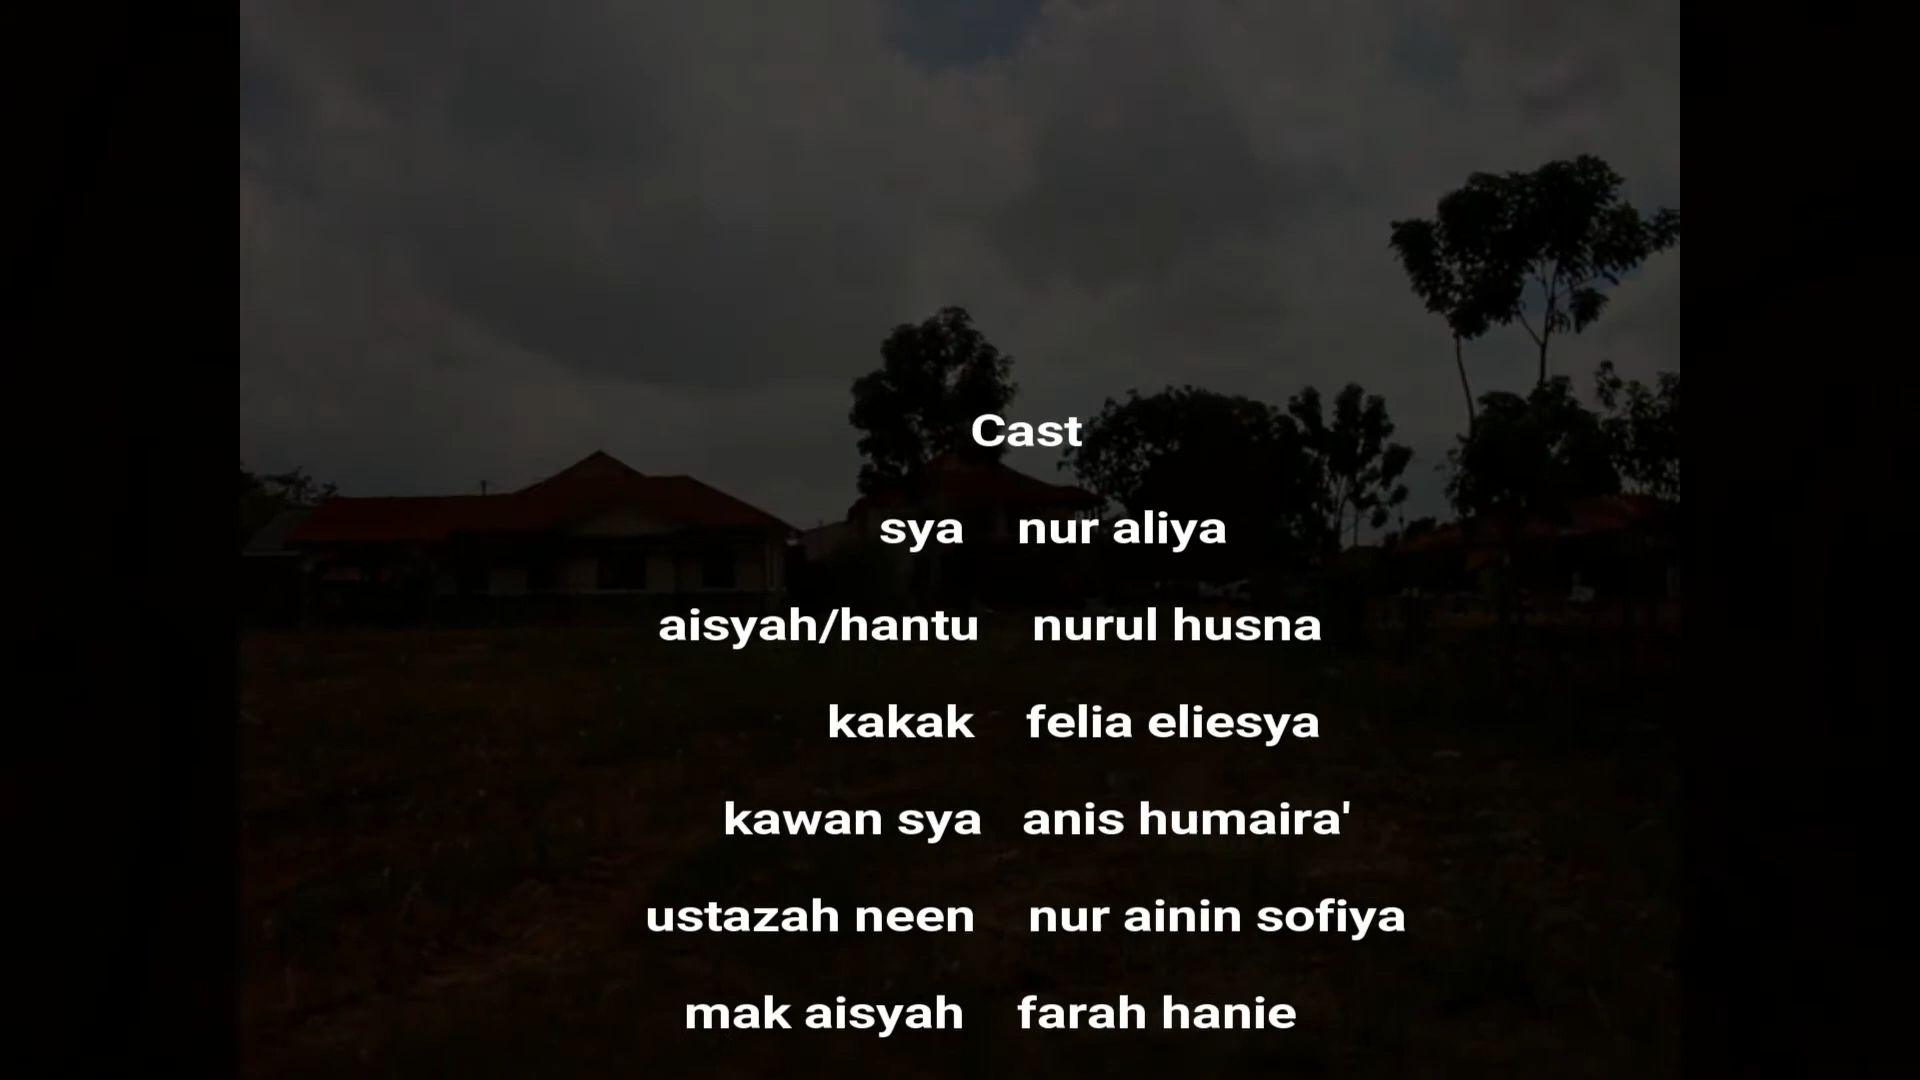 Cast
sya nur aliya
aisyah/hantu nurul husna
kakak felia eliesya
kawan sya anis humaira'
ustazah neen nur ainin sofiya
mak aisyah farah hanie